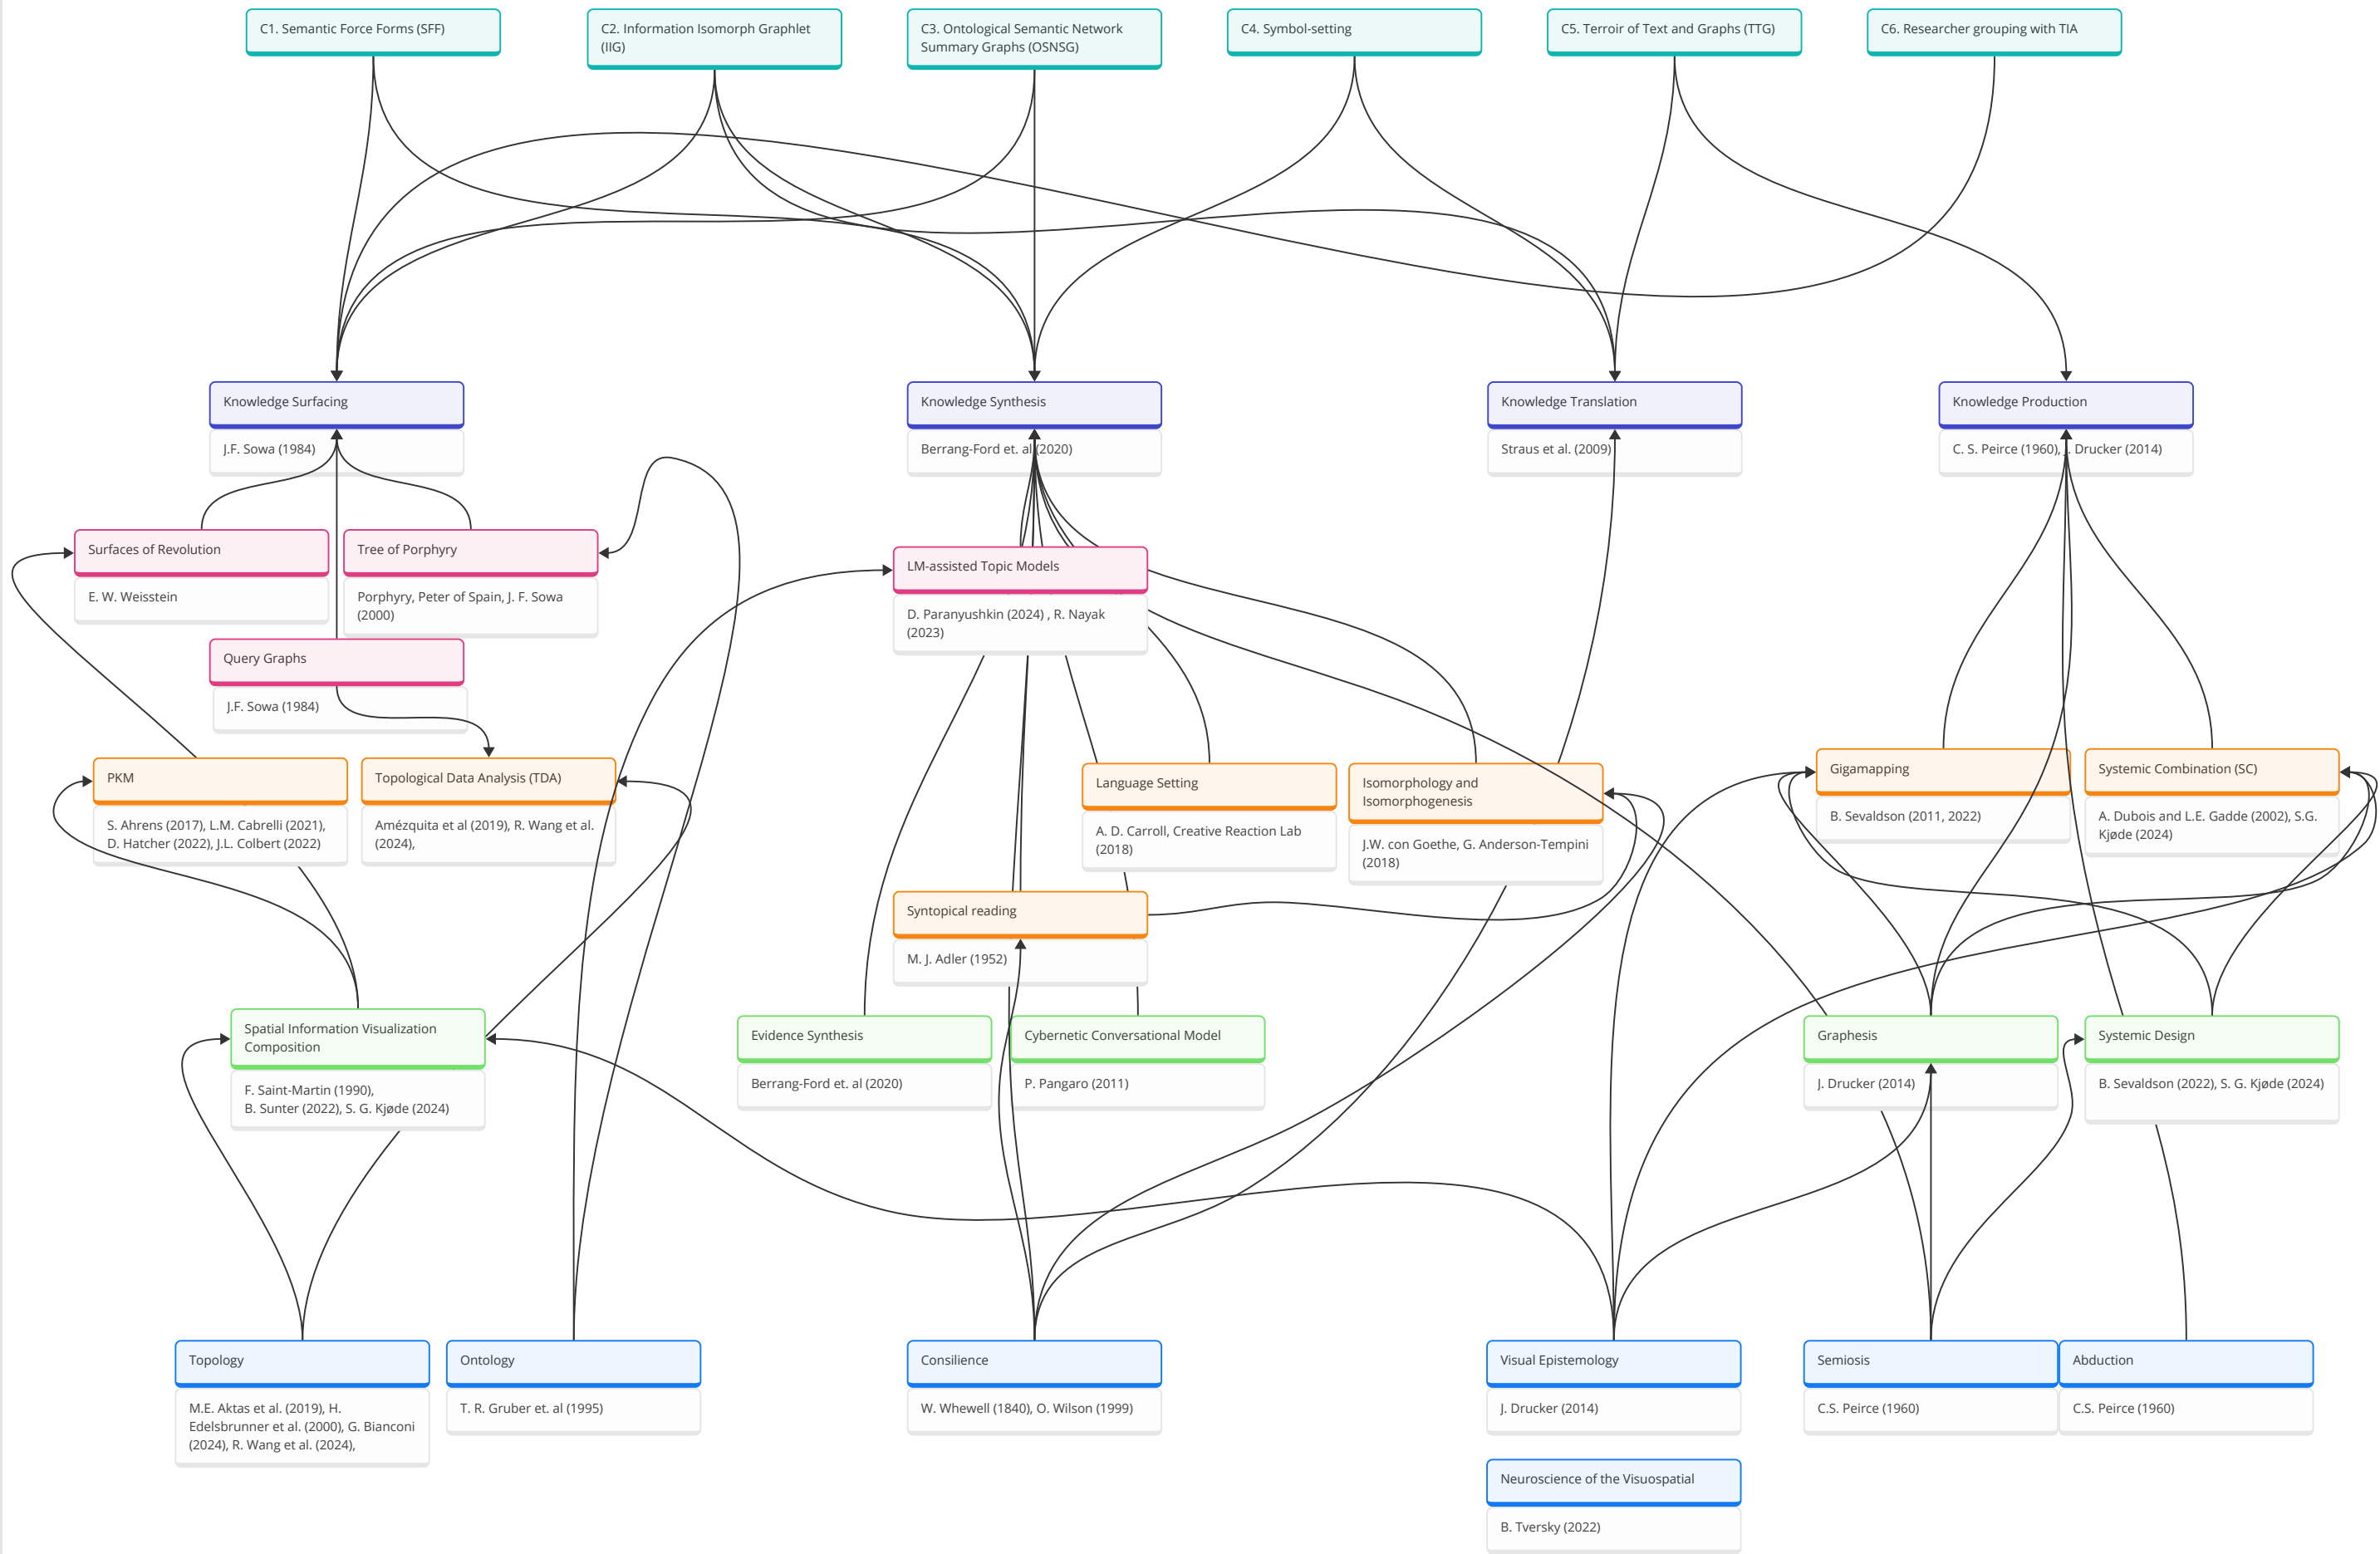 C1. Semantic Force Forms (SFF)
C2. Information Isomorph Graphlet
(IIG)
C3. Ontological Semantic Network
Summary Graphs (OSNSG)
C4. Symbol-setting
C5. Terroir of Text and Graphs (TTG)
C6. Researcher grouping with TIA
Knowledge Surfacing
J.F. Sowa (1984)
Knowledge Synthesis
Berrang-Ford et. al (2020)
Knowledge Translation
Straus et al. (2009)
Knowledge Production
C. S. Peirce (1960), J. Drucker (2014)
Surfaces of Revolution
E. W. Weisstein
Tree of Porphyry
Porphyry, Peter of Spain, J. F. Sowa
(2000)
LM-assisted Topic Models
D. Paranyushkin (2024) , R. Nayak
(2023)
Query Graphs
J.F. Sowa (1984)
PKM
S. Ahrens (2017), L.M. Cabrelli (2021),
D. Hatcher (2022), J.L. Colbert (2022)
Topological Data Analysis (TDA)
Amézquita et al (2019), R. Wang et al.
(2024),
Language Setting
A. D. Carroll, Creative Reaction Lab
(2018)
Isomorphology and
Isomorphogenesis
J.W. con Goethe, G. Anderson-Tempini
(2018)
Gigamapping
B. Sevaldson (2011, 2022)
Systemic Combination (SC)
A. Dubois and L.E. Gadde (2002), S.G.
Kjøde (2024)
Syntopical reading
M. J. Adler (1952)
Spatial Information Visualization
Composition
F. Saint-Martin (1990),
B. Sunter (2022), S. G. Kjøde (2024)
Evidence Synthesis
Berrang-Ford et. al (2020)
Cybernetic Conversational Model
P. Pangaro (2011)
Graphesis
J. Drucker (2014)
Systemic Design
B. Sevaldson (2022), S. G. Kjøde (2024)
Topology
M.E. Aktas et al. (2019), H.
Edelsbrunner et al. (2000), G. Bianconi
(2024), R. Wang et al. (2024),
Ontology
T. R. Gruber et. al (1995)
Consilience
W. Whewell (1840), O. Wilson (1999)
Visual Epistemology
J. Drucker (2014)
Semiosis
C.S. Peirce (1960)
Abduction
C.S. Peirce (1960)
Neuroscience of the Visuospatial
B. Tversky (2022)